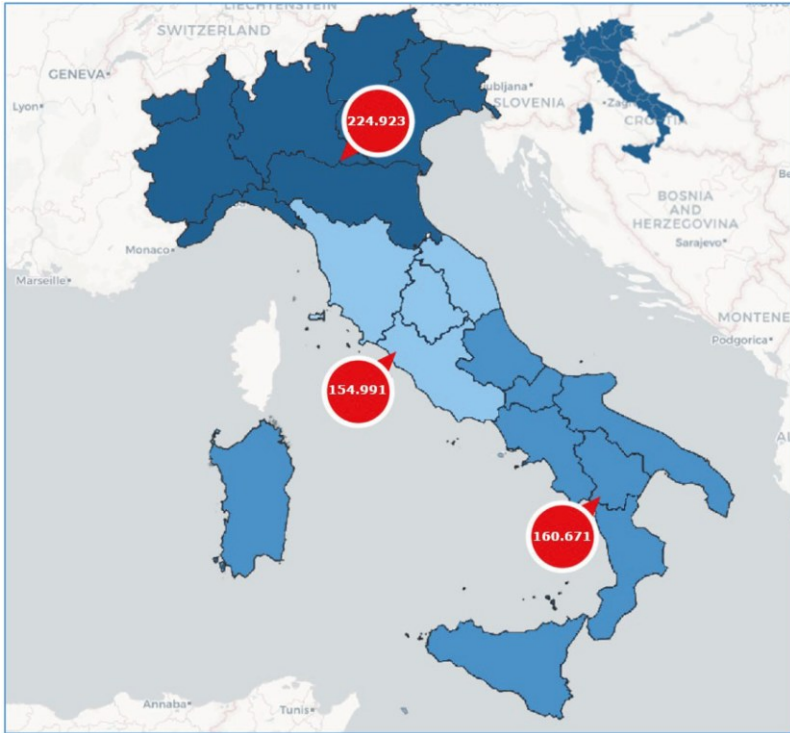 LIECHTENSTEIN
SWITZERLAND
GENEVA
Lyon
224.923
jubljana
SLOVENIA
Zag
CROATIA
BOSNIA
AND
HERZEGOVINA
Sarajevo
Monaco
Marseille
MONTENE
Podgorica
154.991
160.671
Annaba
Tunis